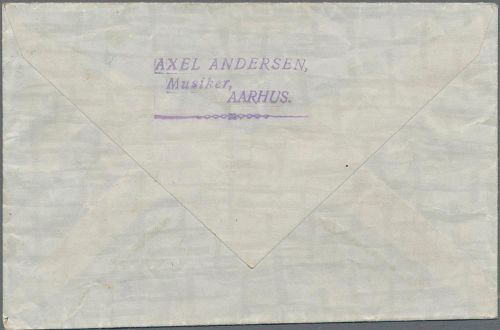 AXEL ANDERSEN,
Musiker,
AARHUS.